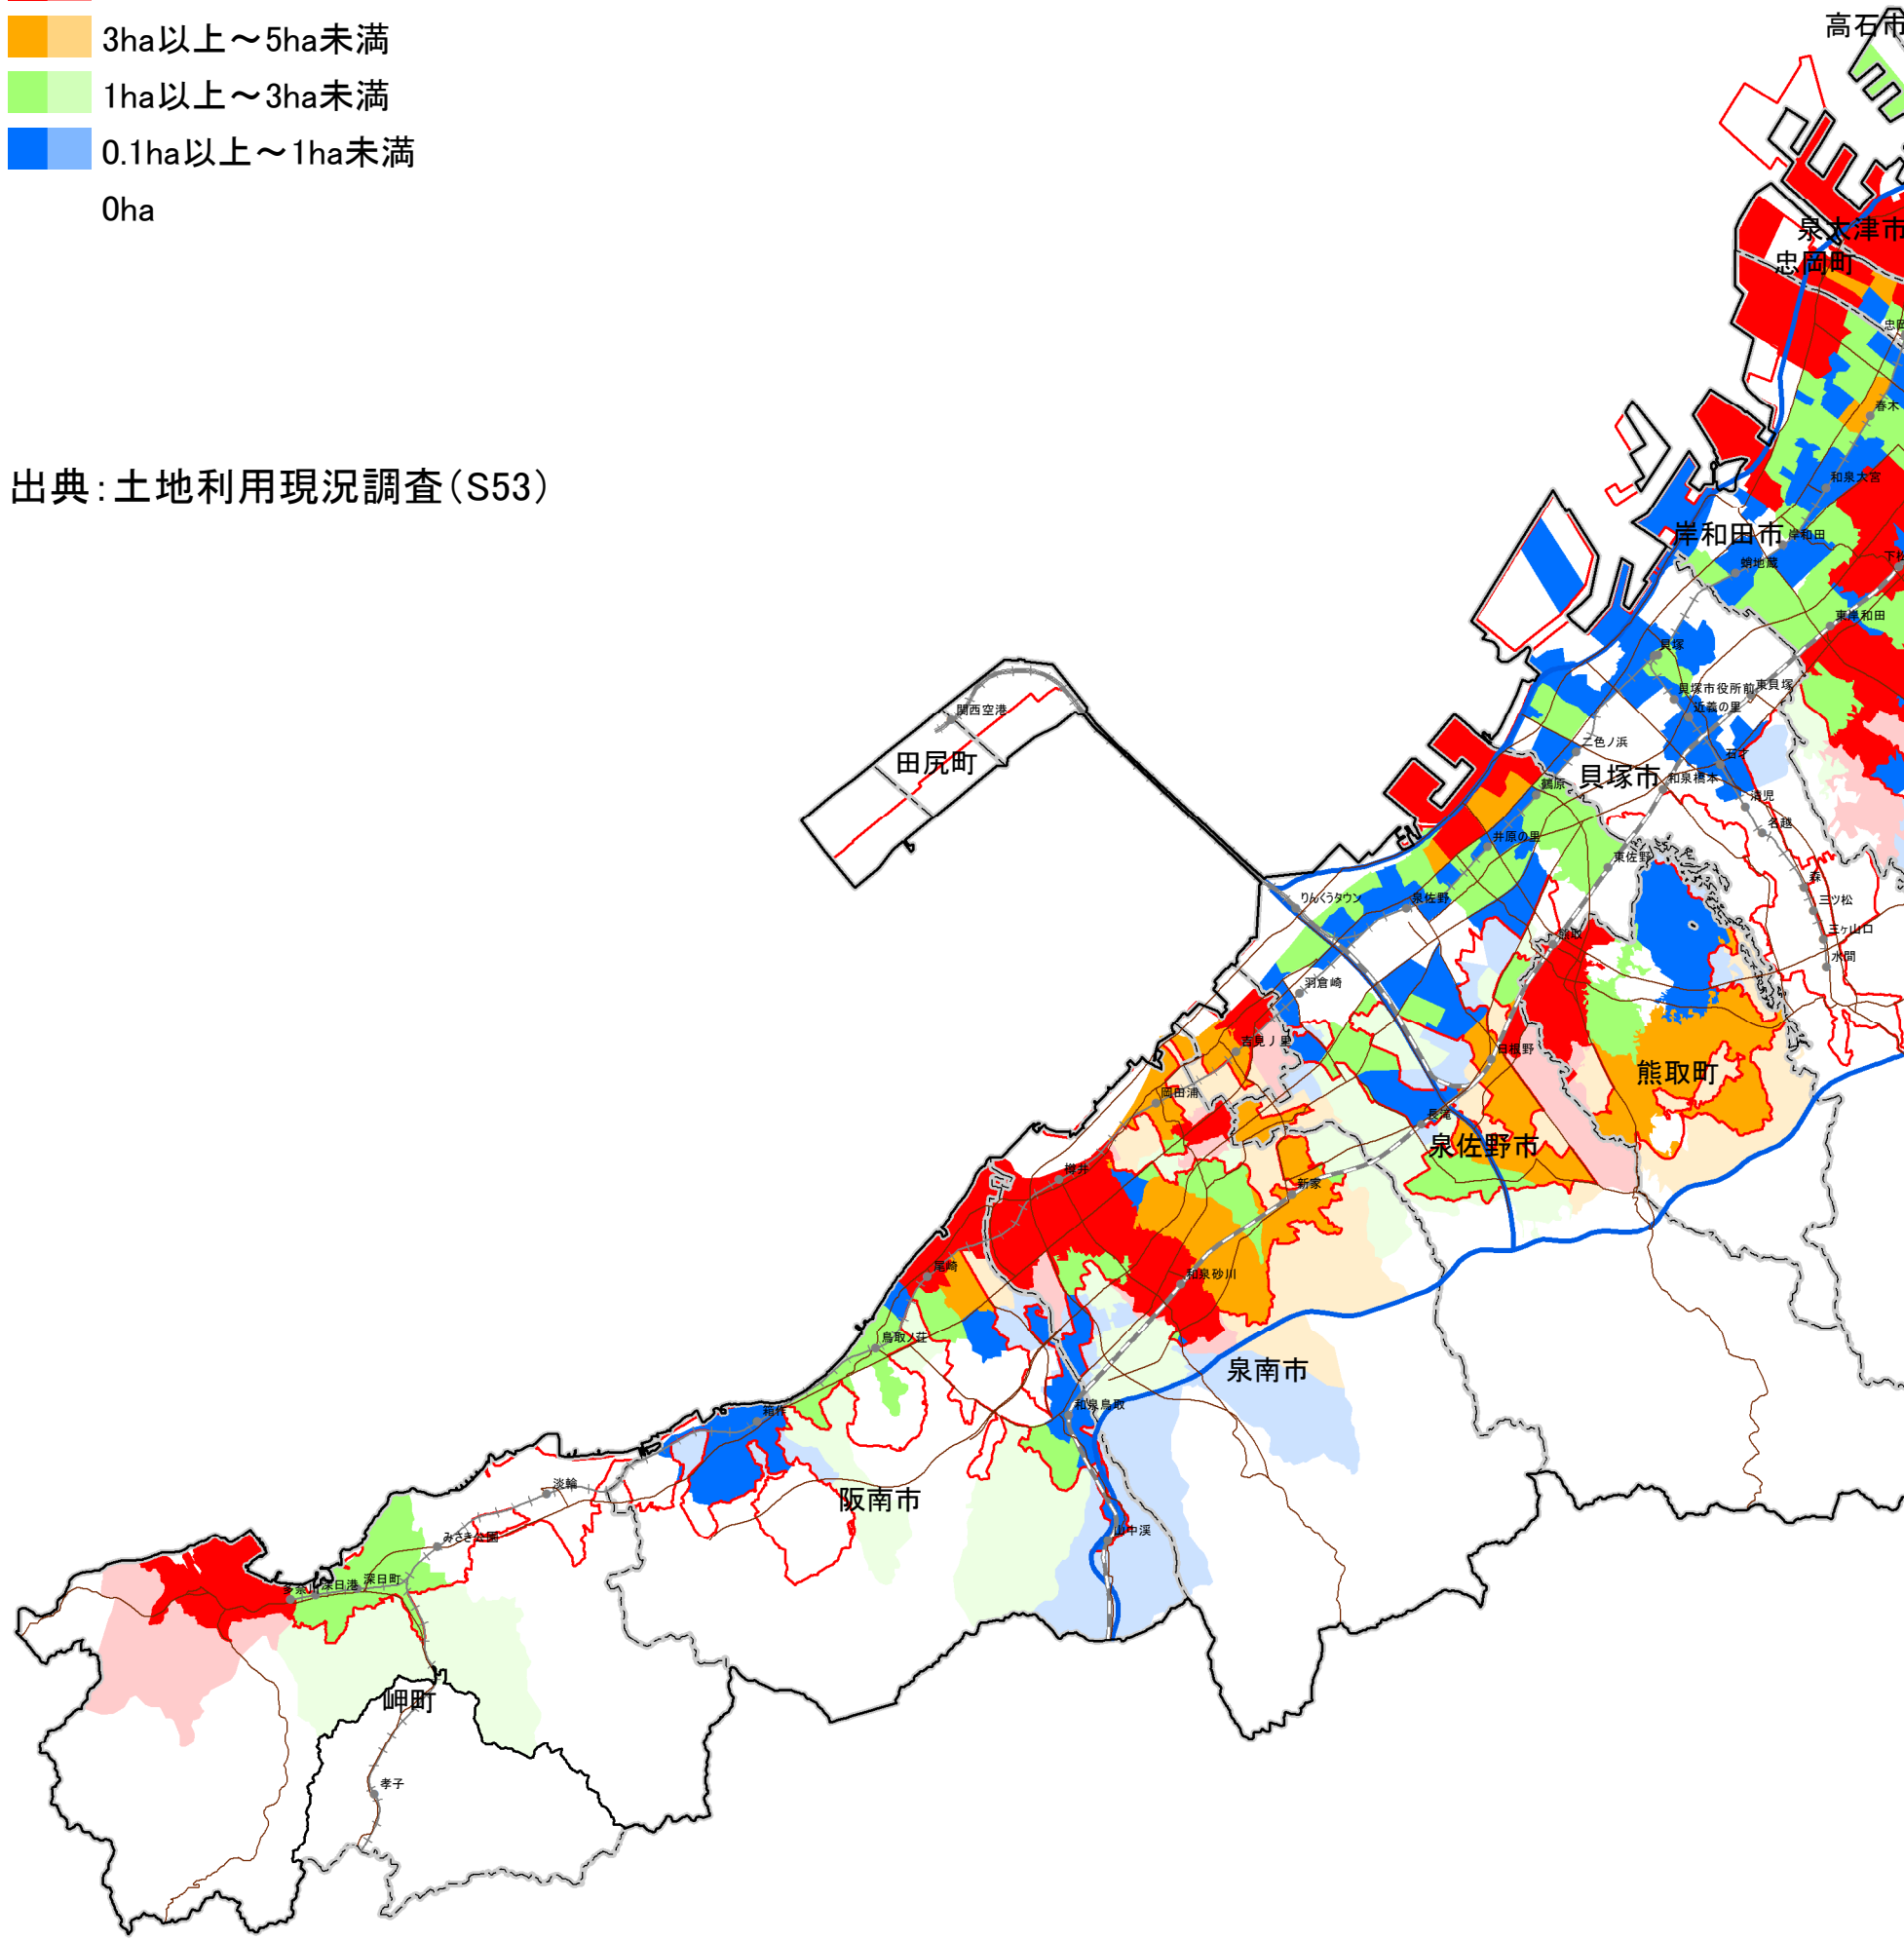 3ha以上～5ha未満
1ha以上～3ha未満
0.1ha以上～1ha未満
0ha
出典：土地利用現況調査(S53)
高石市
泉大津市
忠岡町
春木
和泉大宮
岸和田市
岸和田
蛸地蔵
東岸和田
貝塚
貝塚市役所前
東貝塚
近義の里
関西空港
田尻町
二色ノ浜
石才
貝塚市
和泉橋本
鶴原
清児
名越
井原の里
東佐野
森
りんくうタウン
泉佐野
三ツ松
三ヶ山口
水間
羽倉崎
吉見ノ里
日根野
熊取町
岡田浦
長滝
泉佐野市
樽井
新家
尾崎
和泉砂川
鳥取ノ荘
泉南市
和泉鳥取
箱作
淡輪
阪南市
山中渓
みさき公園
深日町
深日港
岬町
孝子